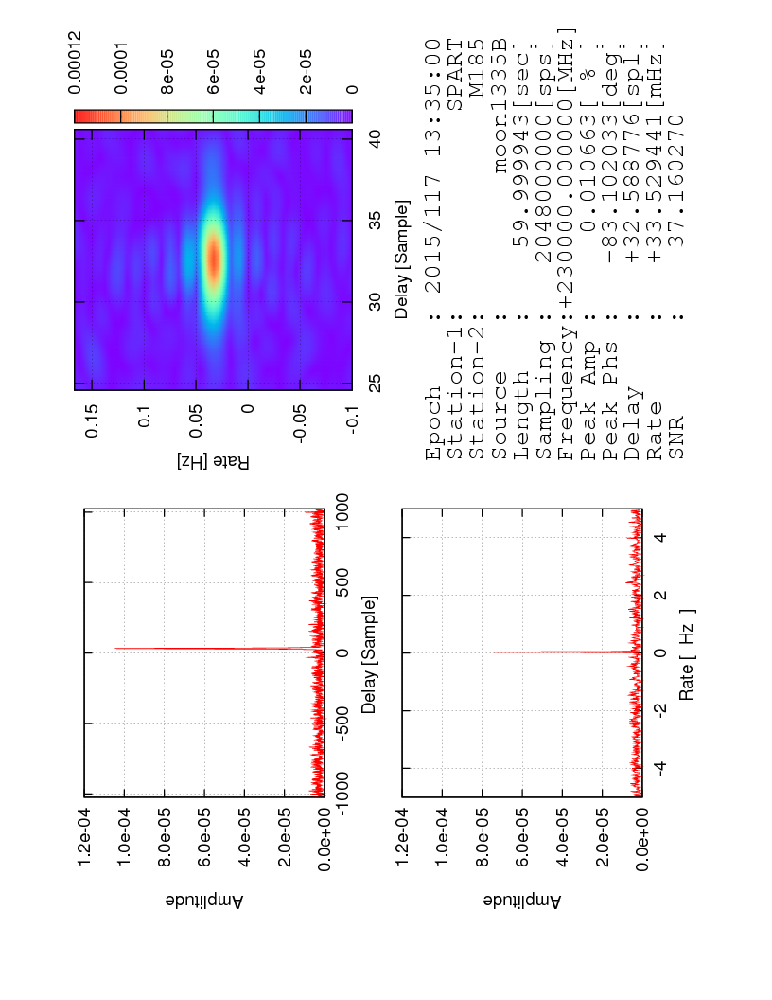 Amplitude
1.2e-04
1.0e-04
8.0e-05
6.0e-05
4.0e-05
2.0e-05
0.0e+00
-1000 -500 0 500 1000
Delay [Sample]
Rate [Hz]
0.15
0.1
0.05
0
-0.05
-0.1
25 30 35 40
Delay [Sample]
0.00012
0.0001
8e-05
6e-05
4e-05
2e-05
0
Amplitude
1.2e-04
1.0e-04
8.0e-05
6.0e-05
4.0e-05
2.0e-05
0.0e+00
-4 -2 0 2 4
Rate [ Hz ]
Epoch : 2015/117 13:35:00
Station-1 : SPART
Station-2 : M185
Source : moon1335B
Length : 59.999943[sec]
Sampling : 2048000000[sps]
Frequency:+230000.000000[MHz]
Peak Amp : 0.010663[ % ]
Peak Phs : -83.102033[deg]
Delay : +32.588776[spl]
Rate : +33.529441[mHz]
SNR : 37.160270